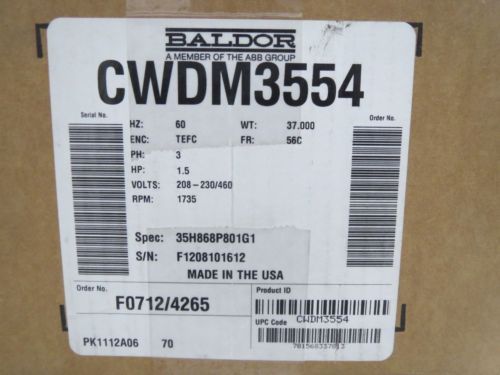 BALDOR
A MEMBER OF THE ABB GROUP
CWDM3554
Serial No.
Order No.
HZ: 60 WT: 37.000
ENC: TEFC FR: 56C
PH: 3
HP: 1.5
VOLTS: 208-230/460
RPM: 1735
Spec: 35H868P801G1
S/N: F1208101612
MADE IN THE USA
Order No.
F0712/4265
Product ID
CWDM3554
UPC Code
781568337813
PK1112A06 70